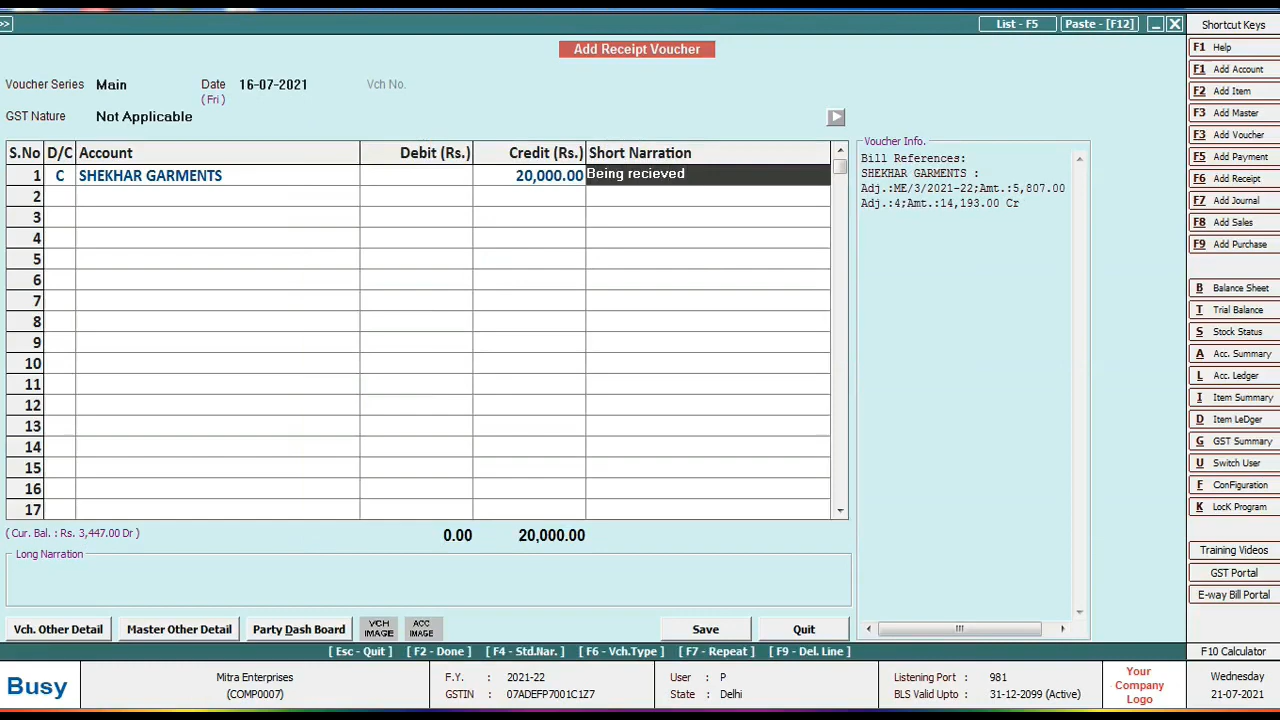 >>
List - F5
Paste - [F12]
Shortcut Keys
Add Receipt Voucher
Voucher Series Main Date 16-07-2021 Vch No.
( Fri )
GST Nature Not Applicable
S.No D/C Account Debit (Rs.) Credit (Rs.) Short Narration
1 C SHEKHAR GARMENTS 20,000.00 Being recieved
2
3
4
5
6
7
8
9
10
11
12
13
14
15
16
17
( Cur. Bal. : Rs. 3,447.00 Dr ) 0.00 20,000.00
Long Narration
Voucher Info.
Bill References:
SHEKHAR GARMENTS :
Adj.:ME/3/2021-22;Amt.:5,807.00
Adj.:4;Amt.:14,193.00 Cr
F1 Help
F1 Add Account
F2 Add Item
F3 Add Master
F3 Add Voucher
F5 Add Payment
F6 Add Receipt
F7 Add Journal
F8 Add Sales
F9 Add Purchase
B Balance Sheet
T Trial Balance
S Stock Status
A Acc. Summary
L Acc. Ledger
I Item Summary
D Item LeDger
G GST Summary
U Switch User
F ConFiguration
K LocK Program
Training Videos
GST Portal
E-way Bill Portal
Vch. Other Detail
Master Other Detail
Party Dash Board
VCH IMAGE
ACC IMAGE
Save
Quit
[ Esc - Quit ] [ F2 - Done ] [ F4 - Std.Nar. ] [ F6 - Vch.Type ] [ F7 - Repeat ] [ F9 - Del. Line ]
F10 Calculator
Busy
Mitra Enterprises
(COMP0007)
F.Y. : 2021-22
GSTIN : 07ADEFP7001C1Z7
User : P
State : Delhi
Listening Port : 981
BLS Valid Upto : 31-12-2099 (Active)
Your
Company
Logo
Wednesday
21-07-2021